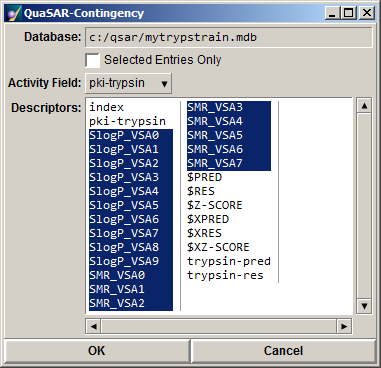 QuaSAR-Contingency
Database: c:/qsar/mytrypstrain.mdb
Selected Entries Only
Activity Field: pki-trypsin
Descriptors:
index
pki-trypsin
SlogP_VSA0
SlogP_VSA1
SlogP_VSA2
SlogP_VSA3
SlogP_VSA4
SlogP_VSA5
SlogP_VSA6
SlogP_VSA7
SlogP_VSA8
SlogP_VSA9
SMR_VSA0
SMR_VSA1
SMR_VSA2
SMR_VSA3
SMR_VSA4
SMR_VSA5
SMR_VSA6
SMR_VSA7
$PRED
$RES
$Z-SCORE
$XPRED
$XRES
$XZ-SCORE
trypsin-pred
trypsin-res
OK Cancel